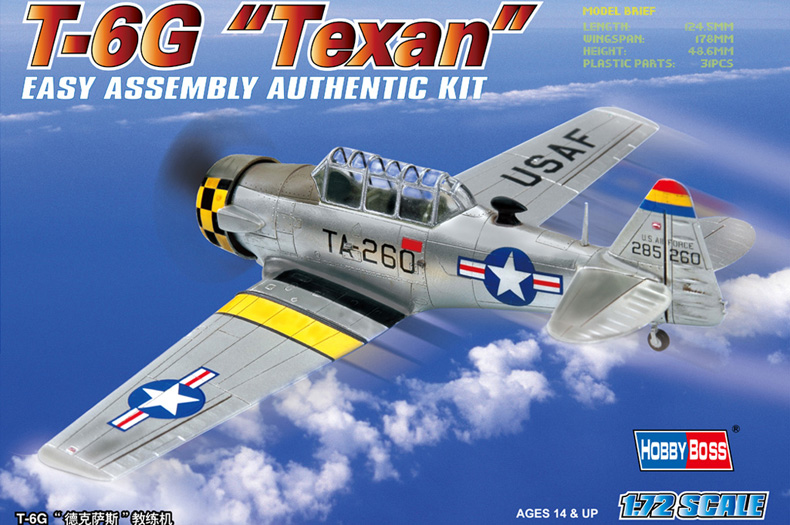 T-6G "Texan"
EASY ASSEMBLY AUTHENTIC KIT
MODEL BRIEF
LENGTH: 124.5MM
WINGSPAN: 178MM
HEIGHT: 48.6MM
PLASTIC PARTS: 31PCS
USAF
TA-260
U.S. AIR FORCE
285260
HOBBYBOSS®
T-6G "德克萨斯"教练机
AGES 14 & UP
1:72 SCALE